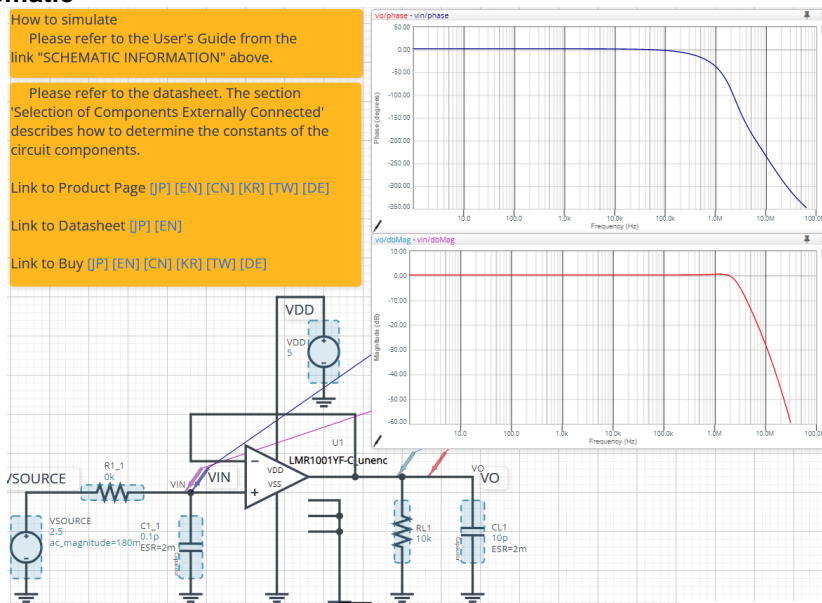 How to simulate
Please refer to the User's Guide from the
link "SCHEMATIC INFORMATION" above.
Please refer to the datasheet. The section
'Selection of Components Externally Connected'
describes how to determine the constants of the
circuit components.
Link to Product Page [JP] [EN] [CN] [KR] [TW] [DE]
Link to Datasheet [JP] [EN]
Link to Buy [JP] [EN] [CN] [KR] [TW] [DE]
vo/phase - vin/phase
50.00
0.00
-50.00
-100.00
-150.00
-200.00
-250.00
-300.00
-350.00
Phase (degrees)
10.0 100.0 1.0k 10.0k 100.0k 1.0M 10.0M 100.0
Frequency (Hz)
vo/dbMag - vin/dbMag
10.00
0.00
-10.00
-20.00
-30.00
-40.00
-50.00
-60.00
Magnitude (dB)
10.0 100.0 1.0k 10.0k 100.0k 1.0M 10.0M 100.0
Frequency (Hz)
VDD
VDD
5
U1
LMR1001YF-C_unenc
VDD
VSS
R1_1
0k
VSOURCE
VIN
VIN
VO
VO
VSOURCE
2.5
ac_magnitude=180m
C1_1
0.1p
ESR=2m
Capacitor
RL1
10k
CL1
10p
ESR=2m
Capacitor